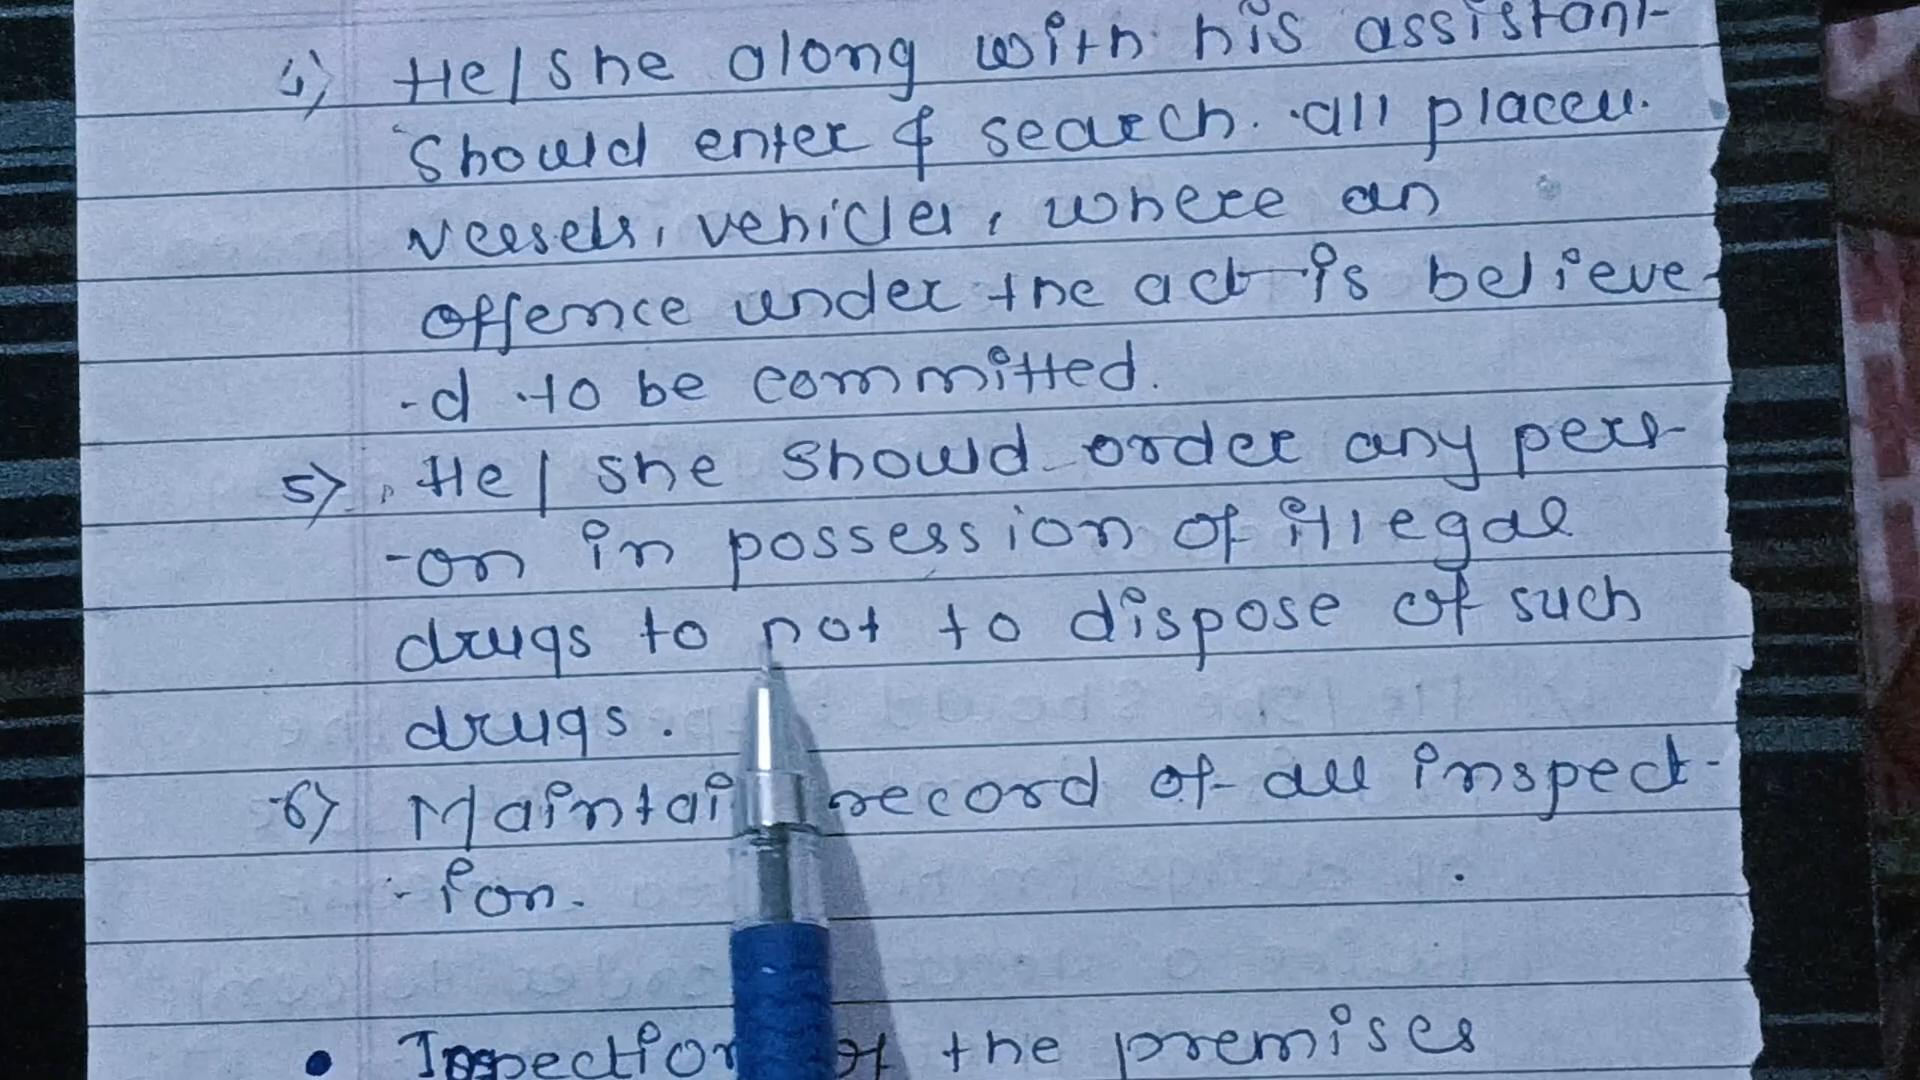 4) He/she along with his assistant
should enter & search all places.
vessels, vehicles, where an
offence under the act is believe-
-d to be committed.
5) He/she should order any pers-
-on in possession of illegal
drugs to not to dispose of such
drugs.
6) Maintain record of all inspect-
-ion.
• Inspection of the premises